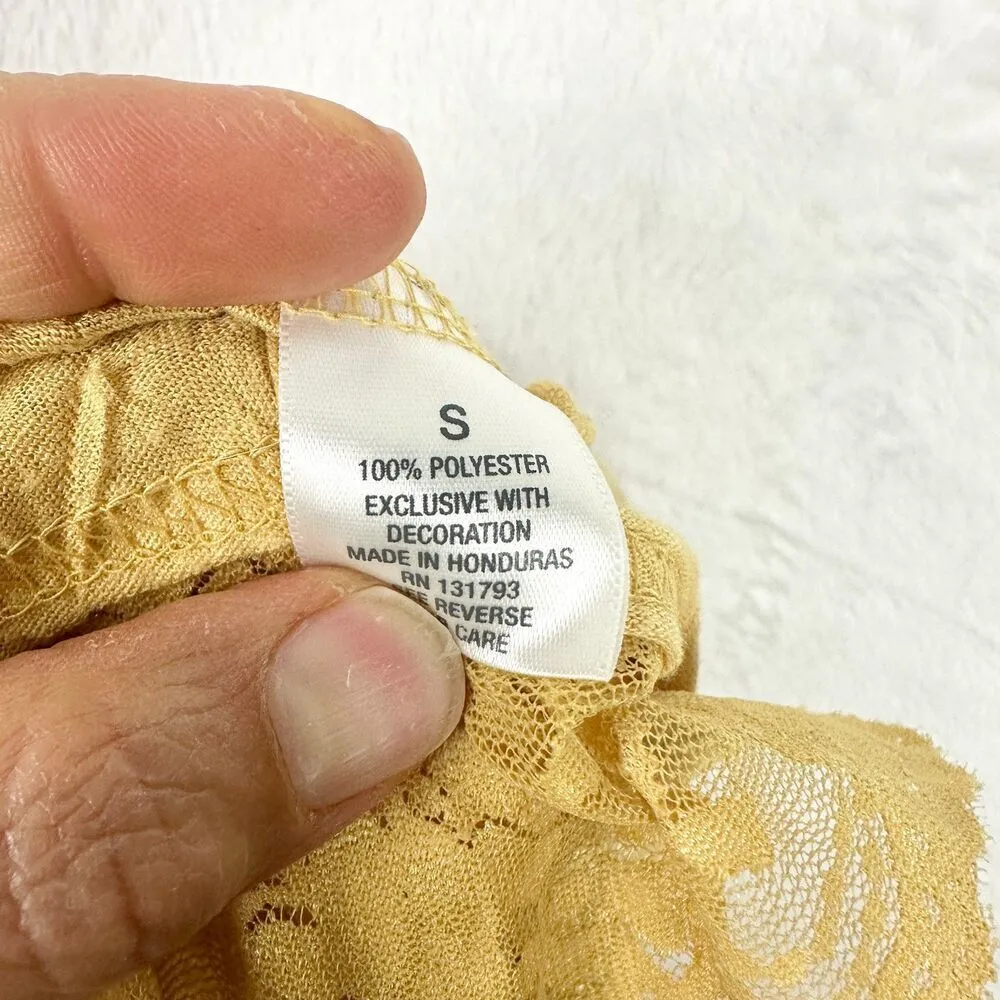 S
100% POLYESTER
EXCLUSIVE WITH
DECORATION
MADE IN HONDURAS
RN 131793
REVERSE
CARE